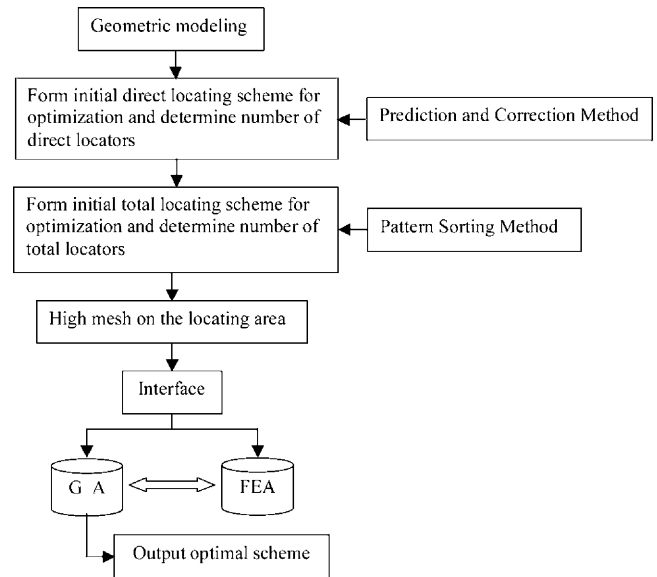 Geometric modeling
Form initial direct locating scheme for
optimization and determine number of
direct locators
Prediction and Correction Method
Form initial total locating scheme for
optimization and determine number of
total locators
Pattern Sorting Method
High mesh on the locating area
Interface
G A
FEA
Output optimal scheme